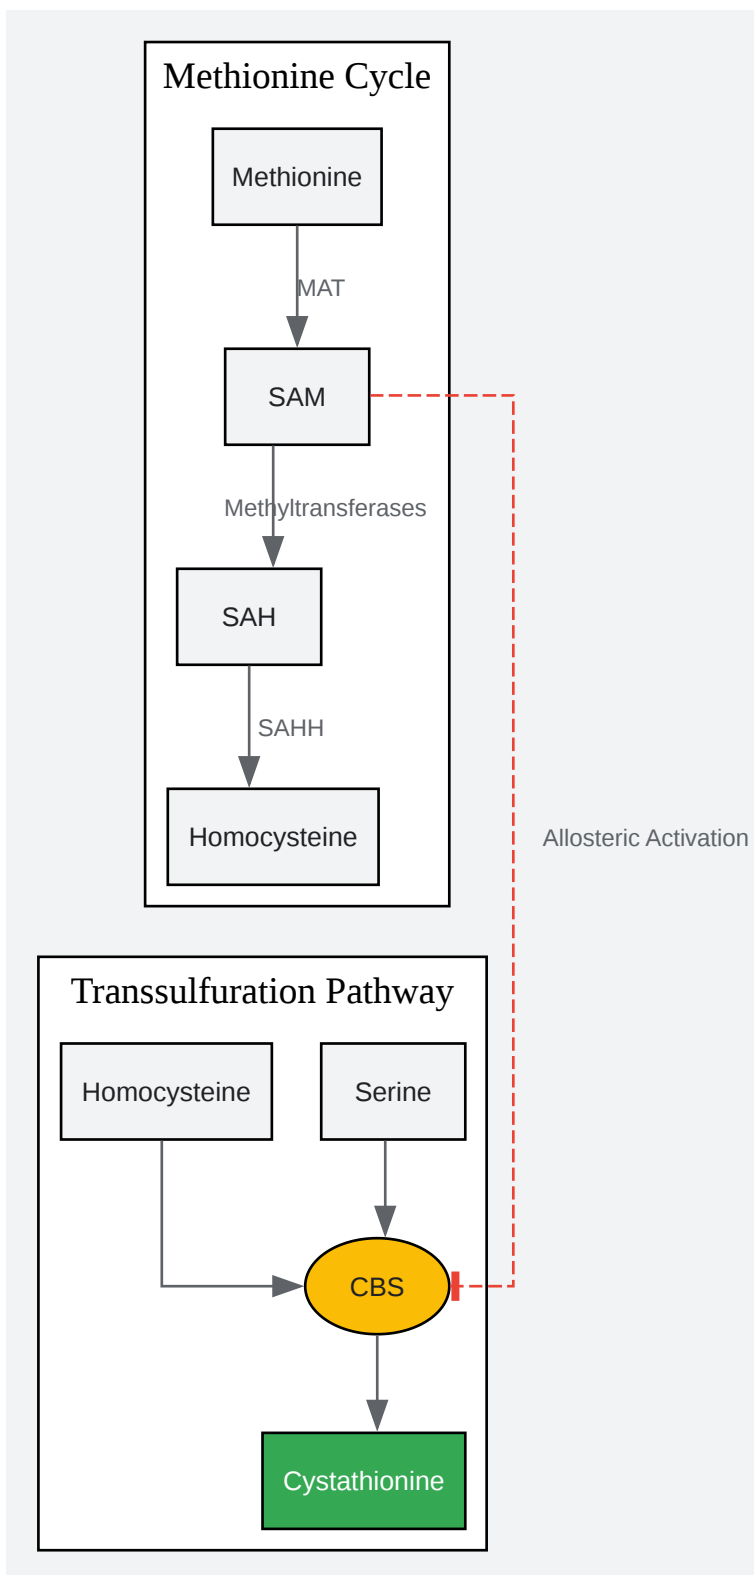 Methionine Cycle
Methionine
MAT
SAM
Methyltransferases
SAH
SAHH
Homocysteine
Allosteric Activation
Transsulfuration Pathway
Homocysteine
Serine
CBS
Cystathionine